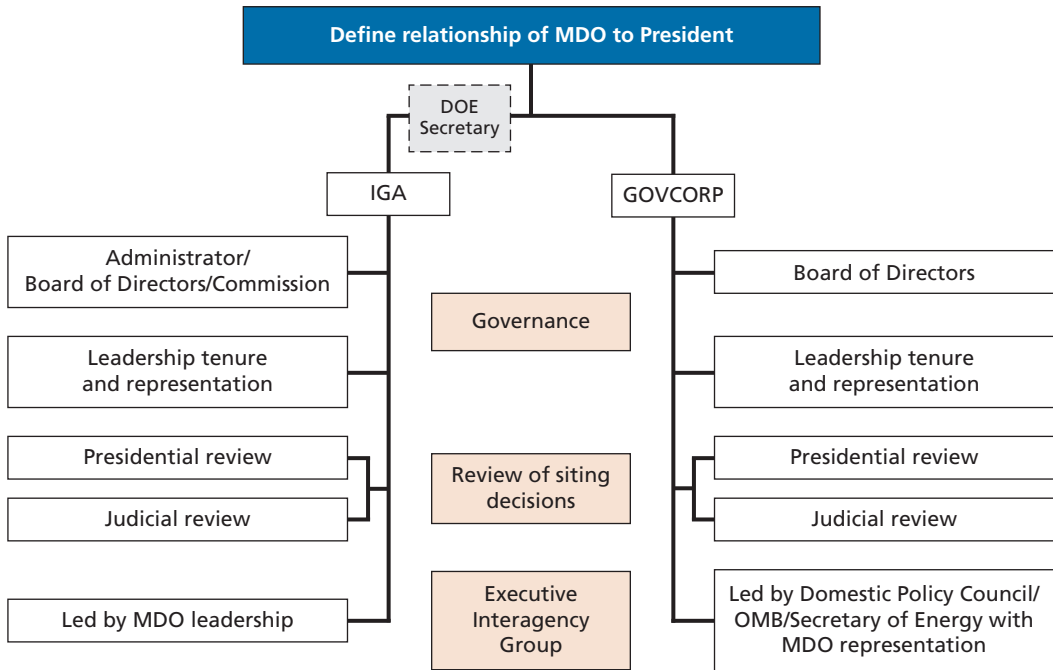 Define relationship of MDO to President
DOE
Secretary
IGA
GOVCORP
Administrator/
Board of Directors/Commission
Board of Directors
Governance
Leadership tenure
and representation
Leadership tenure
and representation
Presidential review
Presidential review
Review of siting
decisions
Judicial review
Judicial review
Led by MDO leadership
Executive
Interagency
Group
Led by Domestic Policy Council/
OMB/Secretary of Energy with
MDO representation